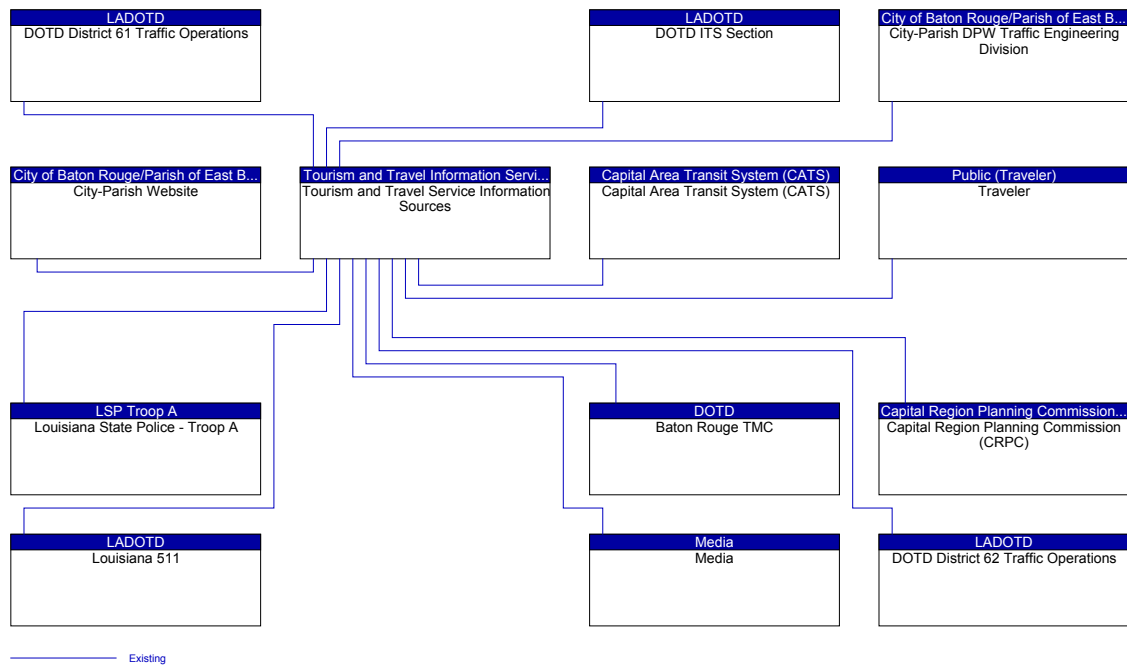 LADOTD
DOTD District 61 Traffic Operations
LADOTD
DOTD ITS Section
City of Baton Rouge/Parish of East B...
City-Parish DPW Traffic Engineering
Division
City of Baton Rouge/Parish of East B...
City-Parish Website
Tourism and Travel Information Servi...
Tourism and Travel Service Information
Sources
Capital Area Transit System (CATS)
Capital Area Transit System (CATS)
Public (Traveler)
Traveler
LSP Troop A
Louisiana State Police - Troop A
DOTD
Baton Rouge TMC
Capital Region Planning Commission...
Capital Region Planning Commission
(CRPC)
LADOTD
Louisiana 511
Media
Media
LADOTD
DOTD District 62 Traffic Operations
Existing